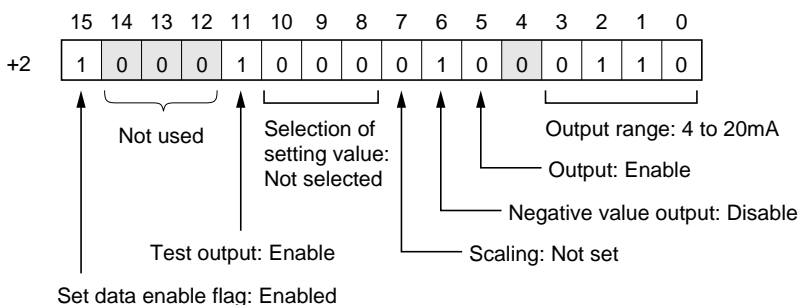 15 14 13 12 11 10 9 8 7 6 5 4 3 2 1 0
+2 1 0 0 0 1 0 0 0 0 1 0 0 0 1 1 0
Not used
Selection of
setting value:
Not selected
Output range: 4 to 20mA
Output: Enable
Negative value output: Disable
Test output: Enable
Scaling: Not set
Set data enable flag: Enabled